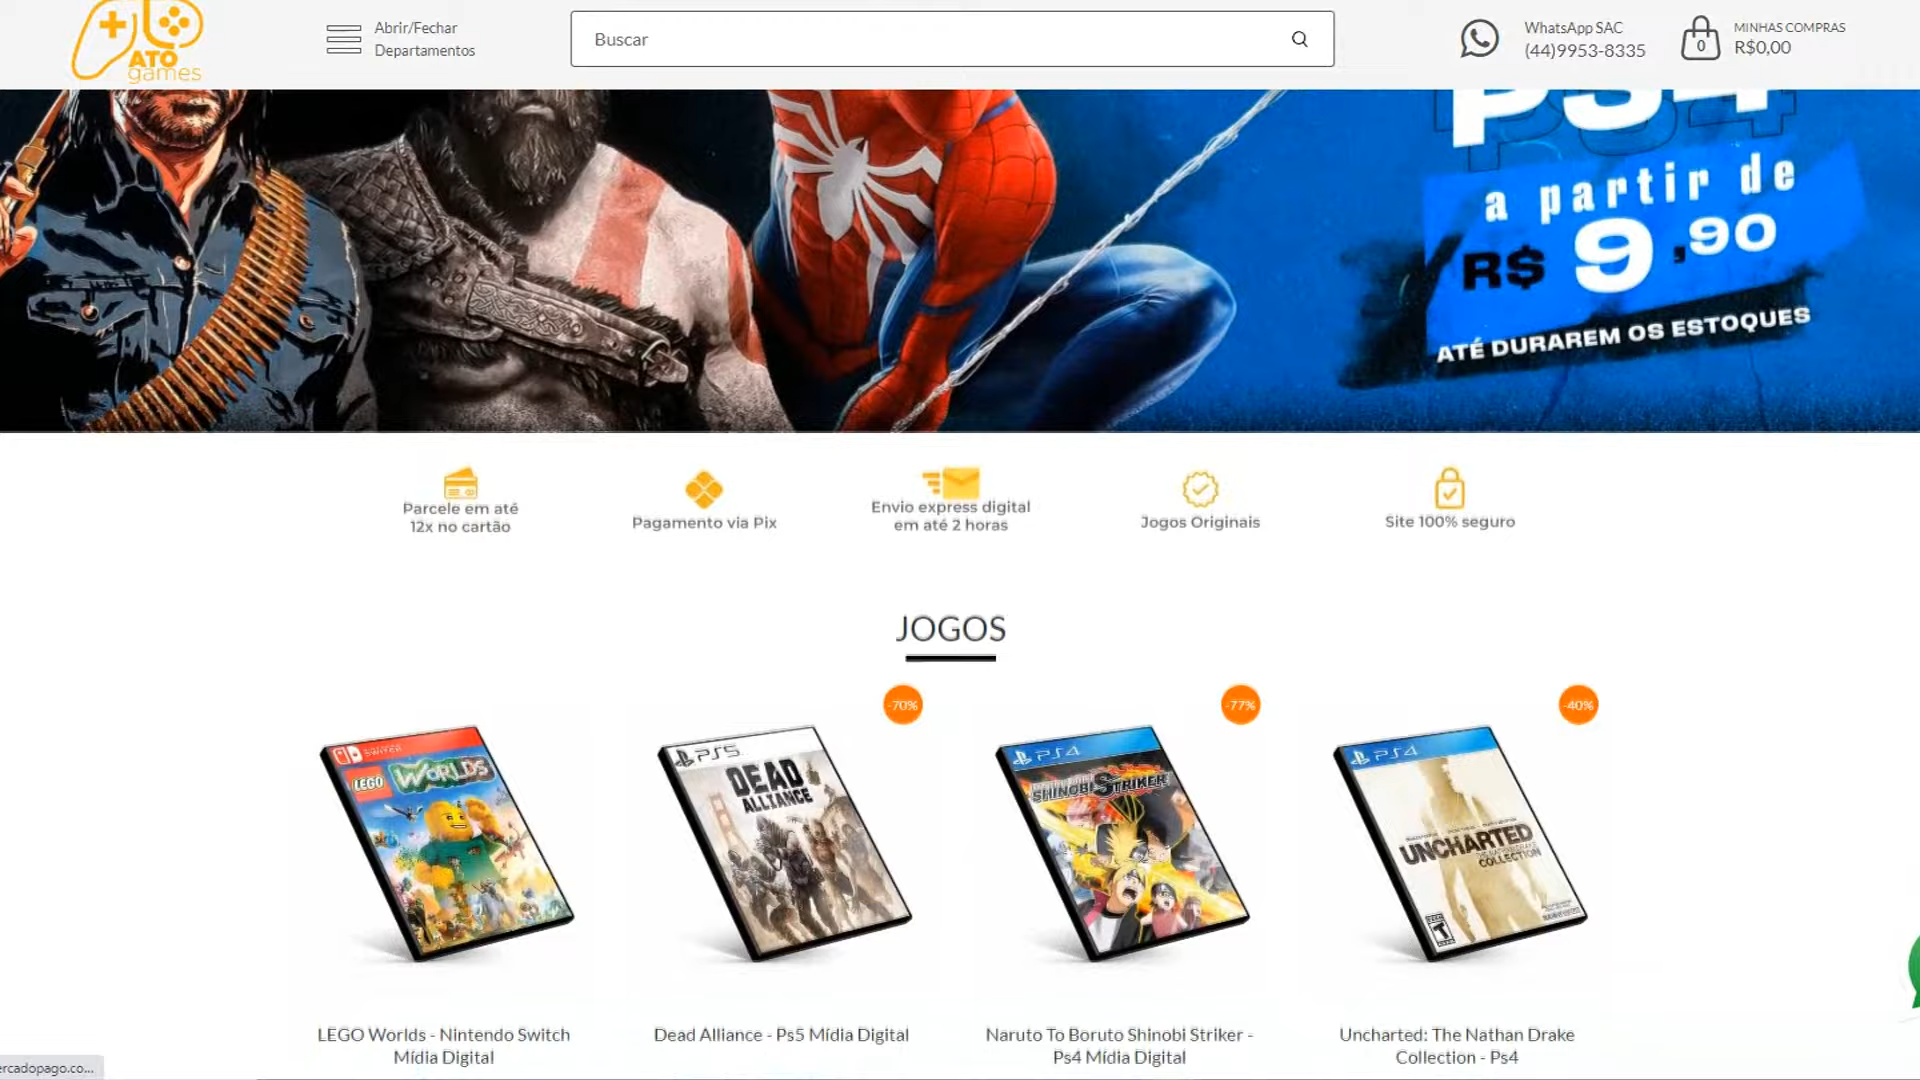 ATO
games
Abrir/Fechar
Departamentos
Buscar
WhatsApp SAC
(44)9953-8335
0
MINHAS COMPRAS
R$0,00
PS4
a partir de
R$ 9,90
ATÉ DURAREM OS ESTOQUES
Parcele em até
12x no cartão
Pagamento via Pix
Envio express digital
em até 2 horas
Jogos Originais
Site 100% seguro
JOGOS
-70%
-77%
-40%
LEGO WORLDS
PS5
DEAD
ALLIANCE
PS4
SHINOBI STRIKER
PS4
UNCHARTED
THE NATHAN DRAKE
COLLECTION
T
LEGO Worlds - Nintendo Switch
Mídia Digital
Dead Alliance - Ps5 Mídia Digital
Naruto To Boruto Shinobi Striker -
Ps4 Mídia Digital
Uncharted: The Nathan Drake
Collection - Ps4
ercadopago.co...